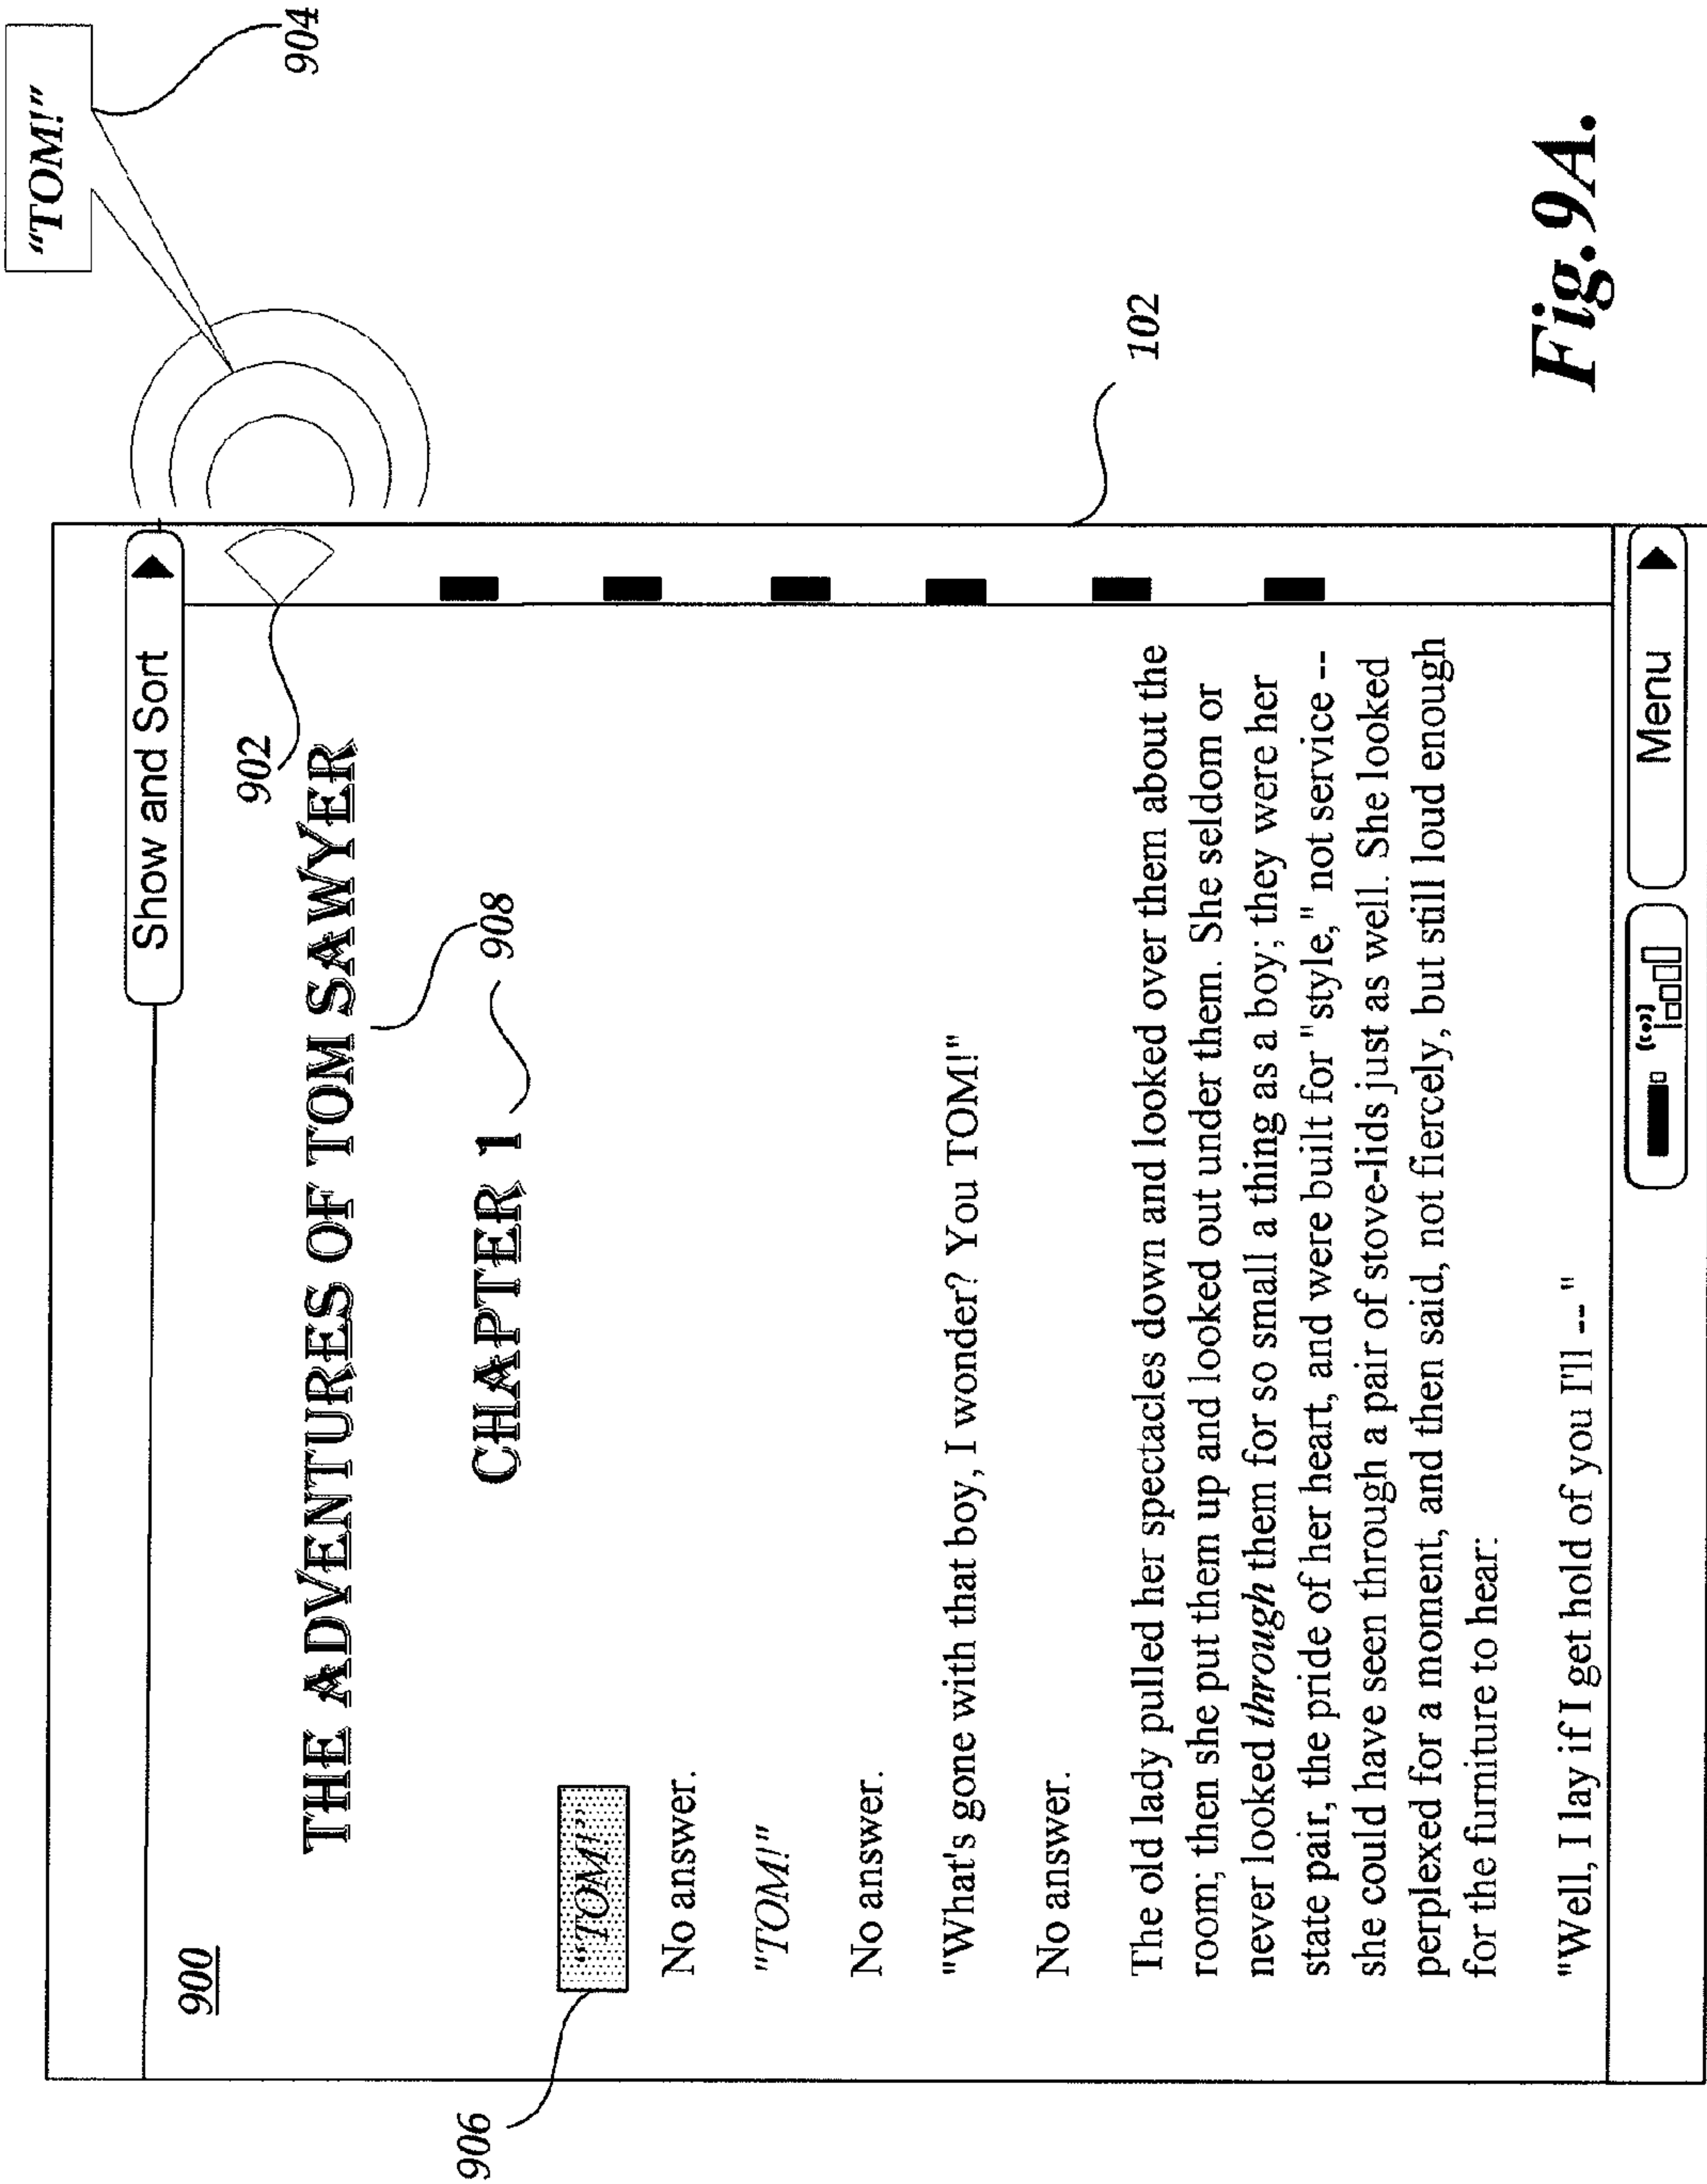 "TOM!"
904
Show and Sort
900
902
THE ADVENTURES OF TOM SAWYER
908
CHAPTER 1
906
"TOM!"
No answer.
"TOM!"
No answer.
"What's gone with that boy, I wonder? You TOM!"
No answer.
102
The old lady pulled her spectacles down and looked over them about the
room; then she put them up and looked out under them. She seldom or
never looked through them for so small a thing as a boy; they were her
state pair, the pride of her heart, and were built for "style," not service --
she could have seen through a pair of stove-lids just as well. She looked
perplexed for a moment, and then said, not fiercely, but still loud enough
for the furniture to hear:
"Well, I lay if I get hold of you I'll --"
Menu
Fig.9A.